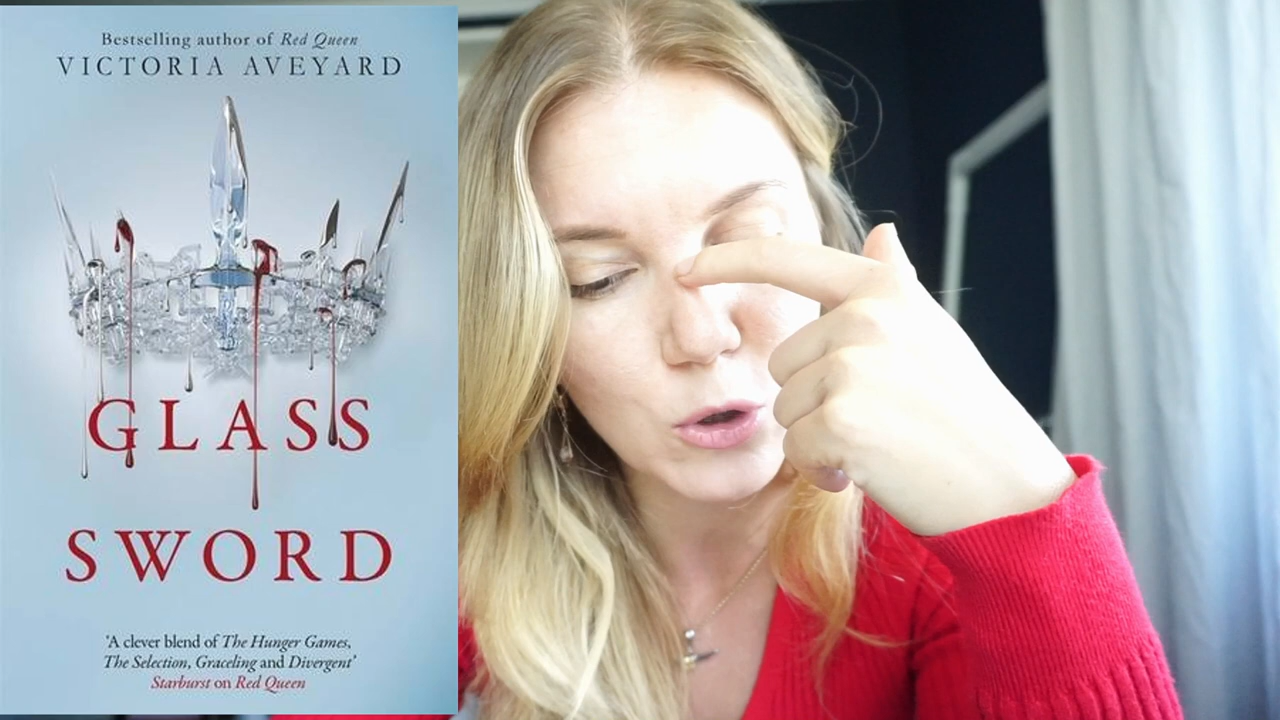 Bestselling author of Red Queen
VICTORIA AVEYARD
GLASS
SWORD
'A clever blend of The Hunger Games,
The Selection, Graceling and Divergent'
Starburst on Red Queen